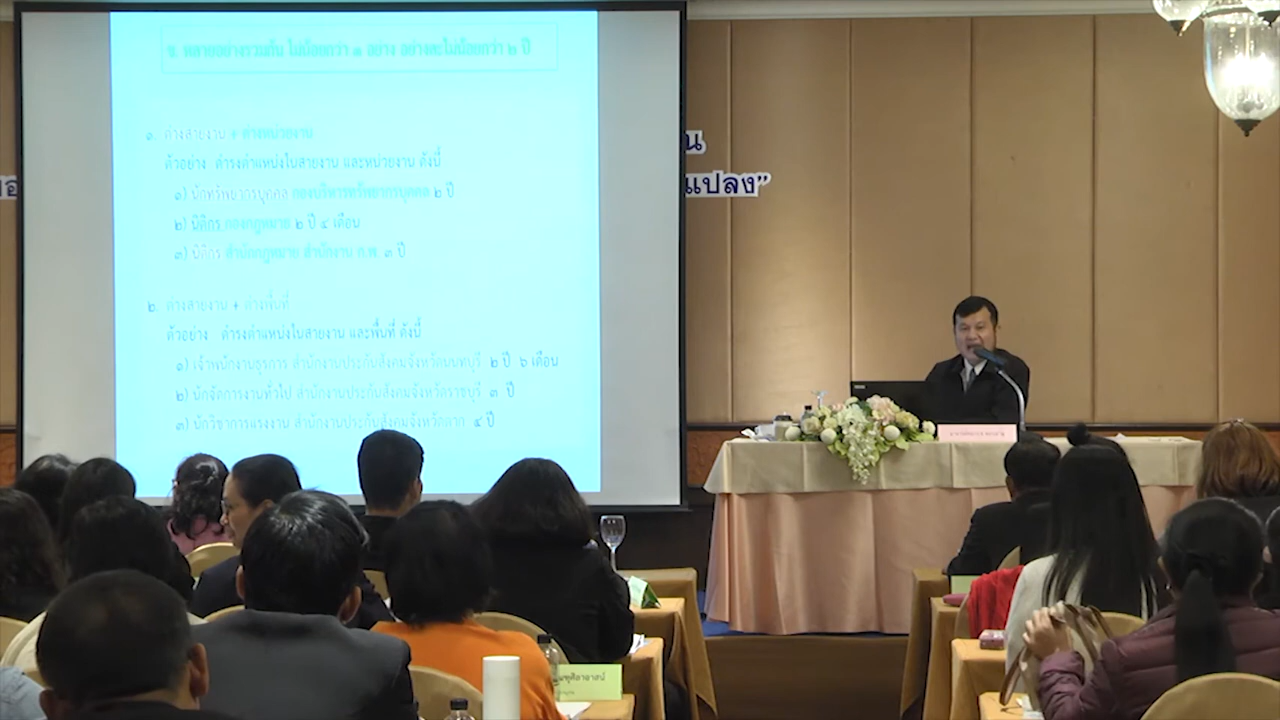 ข. หลายอย่างรวมกัน ไม่น้อยกว่า ๑ อย่าง อย่างละไม่น้อยกว่า ๒ ปี
๑. ต่างสายงาน + ต่างหน่วยงาน
ตัวอย่าง ดำรงตำแหน่งในสายงาน และหน่วยงาน ดังนี้
๑) นักทรัพยากรบุคคล กองบริหารทรัพยากรบุคคล ๒ ปี
๒) นิติกร กองกฎหมาย ๒ ปี ๔ เดือน
๓) นิติกร สำนักกฎหมาย สำนักงาน ก.พ. ๓ ปี
๒. ต่างสายงาน + ต่างพื้นที่
ตัวอย่าง ดำรงตำแหน่งในสายงาน และพื้นที่ ดังนี้
๑) เจ้าพนักงานธุรการ สำนักงานประกันสังคมจังหวัดนนทบุรี ๒ ปี ๖ เดือน
๒) นักจัดการงานทั่วไป สำนักงานประกันสังคมจังหวัดราชบุรี ๓ ปี
๓) นักวิชาการแรงงาน สำนักงานประกันสังคมจังหวัดตาก ๔ ปี
น
แปลง”